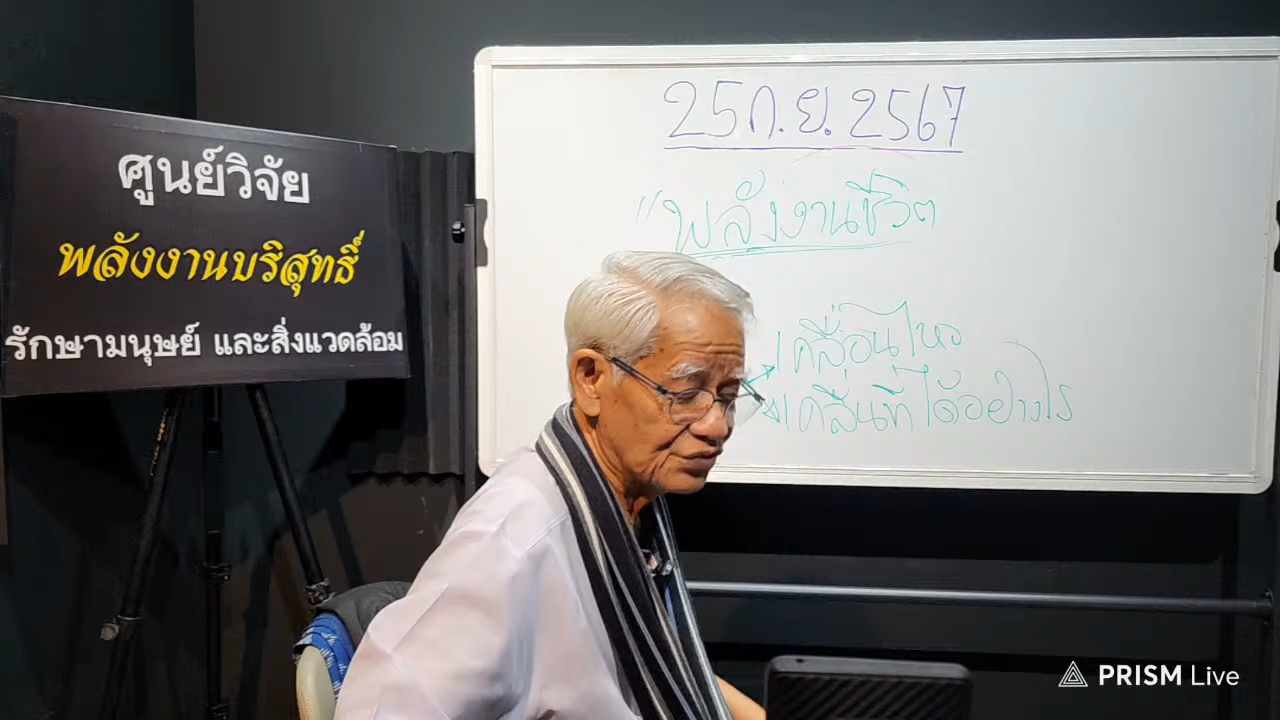 ศูนย์วิจัย
พลังงานบริสุทธิ์
รักษามนุษย์ และสิ่งแวดล้อม
25 ก.ย. 2567
"พลังงานชีวิต
เคลื่อนไหว
เคลื่นที่ได้อย่างไร
PRISM Live